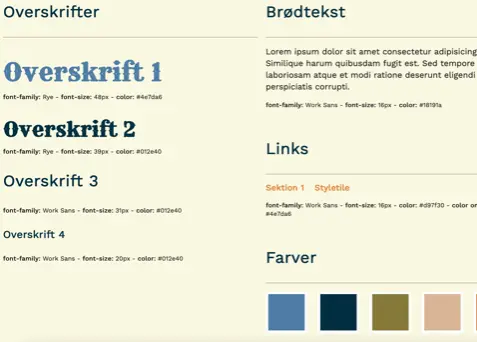 Overskrifter
Overskrift 1
font-family: Rye - font-size: 48px - color: #4e7da6
Overskrift 2
font-family: Rye - font-size: 39px - color: #012e40
Overskrift 3
font-family: Work Sans - font-size: 31px - color: #012e40
Overskrift 4
font-family: Work Sans - font-size: 20px - color: #012e40
Brødtekst
Lorem ipsum dolor sit amet consectetur adipisicing
Similique harum quibusdam fugit est. Sed tempore
laboriosam atque et modi ratione deserunt eligendi
perspiciatis corrupti.
font-family: Work Sans - font-size: 16px - color: #18191a
Links
Sektion 1 Styletile
font-family: Work Sans - font-size: 16px - color: #d97f30 - color on
#4e7da6
Farver